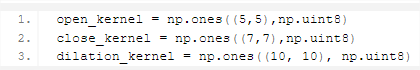 1. open_kernel = np.ones((5,5),np.uint8)
2. close_kernel = np.ones((7,7),np.uint8)
3. dilation_kernel = np.ones((10, 10), np.uint8)